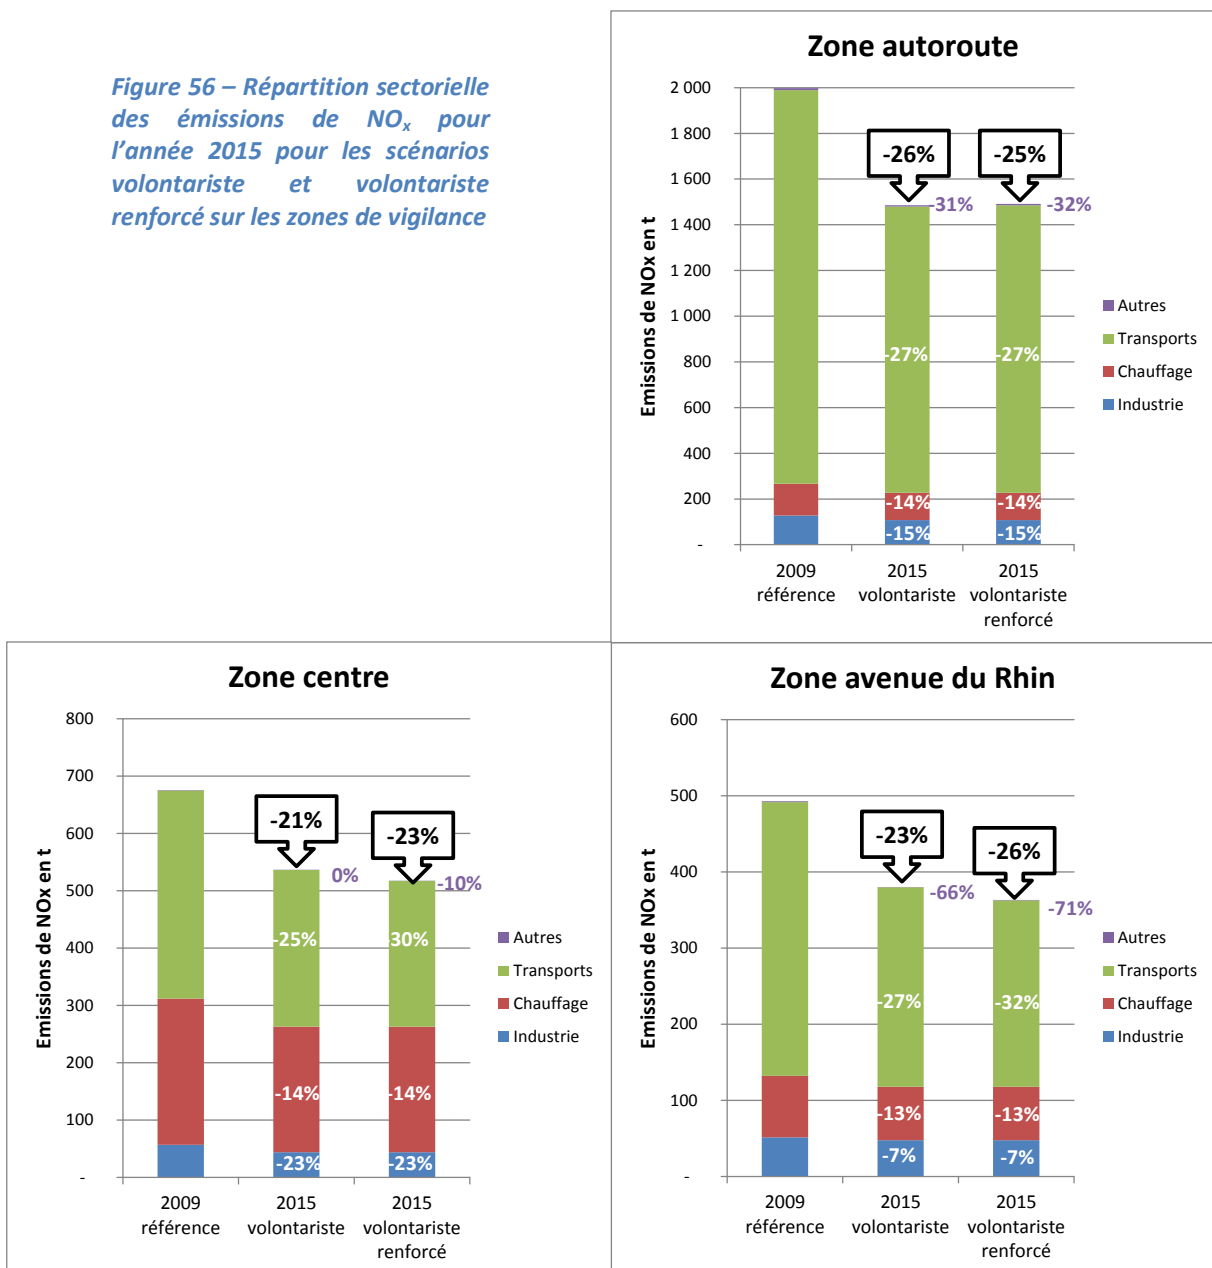 Figure 56 – Répartition sectorielle
des émissions de NOx pour
l'année 2015 pour les scénarios
volontariste et volontariste
renforcé sur les zones de vigilance
Zone autoroute
Emissions de NOx en t
2 000
1 800
1 600
1 400
1 200
1 000
800
600
400
200
-
-26%
-25%
-31%
-32%
-27%
-27%
-14%
-14%
-15%
-15%
2009
référence
2015
volontariste
2015
volontariste
renforcé
Autres
Transports
Chauffage
Industrie
Zone centre
Emissions de NOx en t
800
700
600
500
400
300
200
100
-
-21%
-23%
0%
-10%
-25%
-30%
-14%
-14%
-23%
-23%
2009
référence
2015
volontariste
2015
volontariste
renforcé
Autres
Transports
Chauffage
Industrie
Zone avenue du Rhin
Emissions de NOx en t
600
500
400
300
200
100
-
-23%
-26%
-66%
-71%
-27%
-32%
-13%
-13%
-7%
-7%
2009
référence
2015
volontariste
2015
volontariste
renforcé
Autres
Transports
Chauffage
Industrie